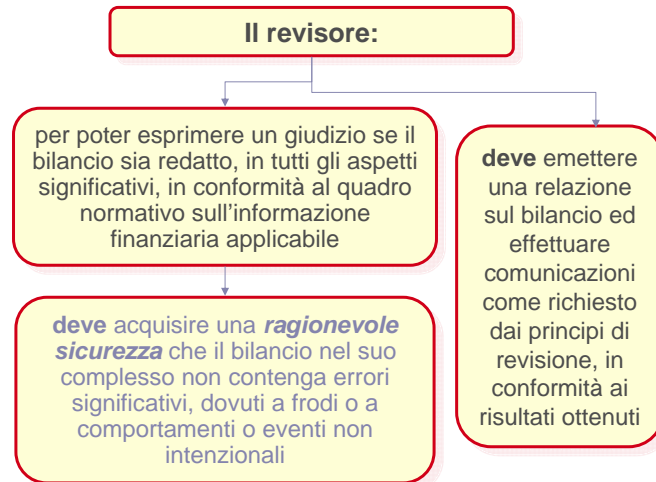 Il revisore:
per poter esprimere un giudizio se il
bilancio sia redatto, in tutti gli aspetti
significativi, in conformità al quadro
normativo sull'informazione
finanziaria applicabile
deve acquisire una ragionevole
sicurezza che il bilancio nel suo
complesso non contenga errori
significativi, dovuti a frodi o a
comportamenti o eventi non
intenzionali
deve emettere
una relazione
sul bilancio ed
effettuare
comunicazioni
come richiesto
dai principi di
revisione, in
conformità ai
risultati ottenuti